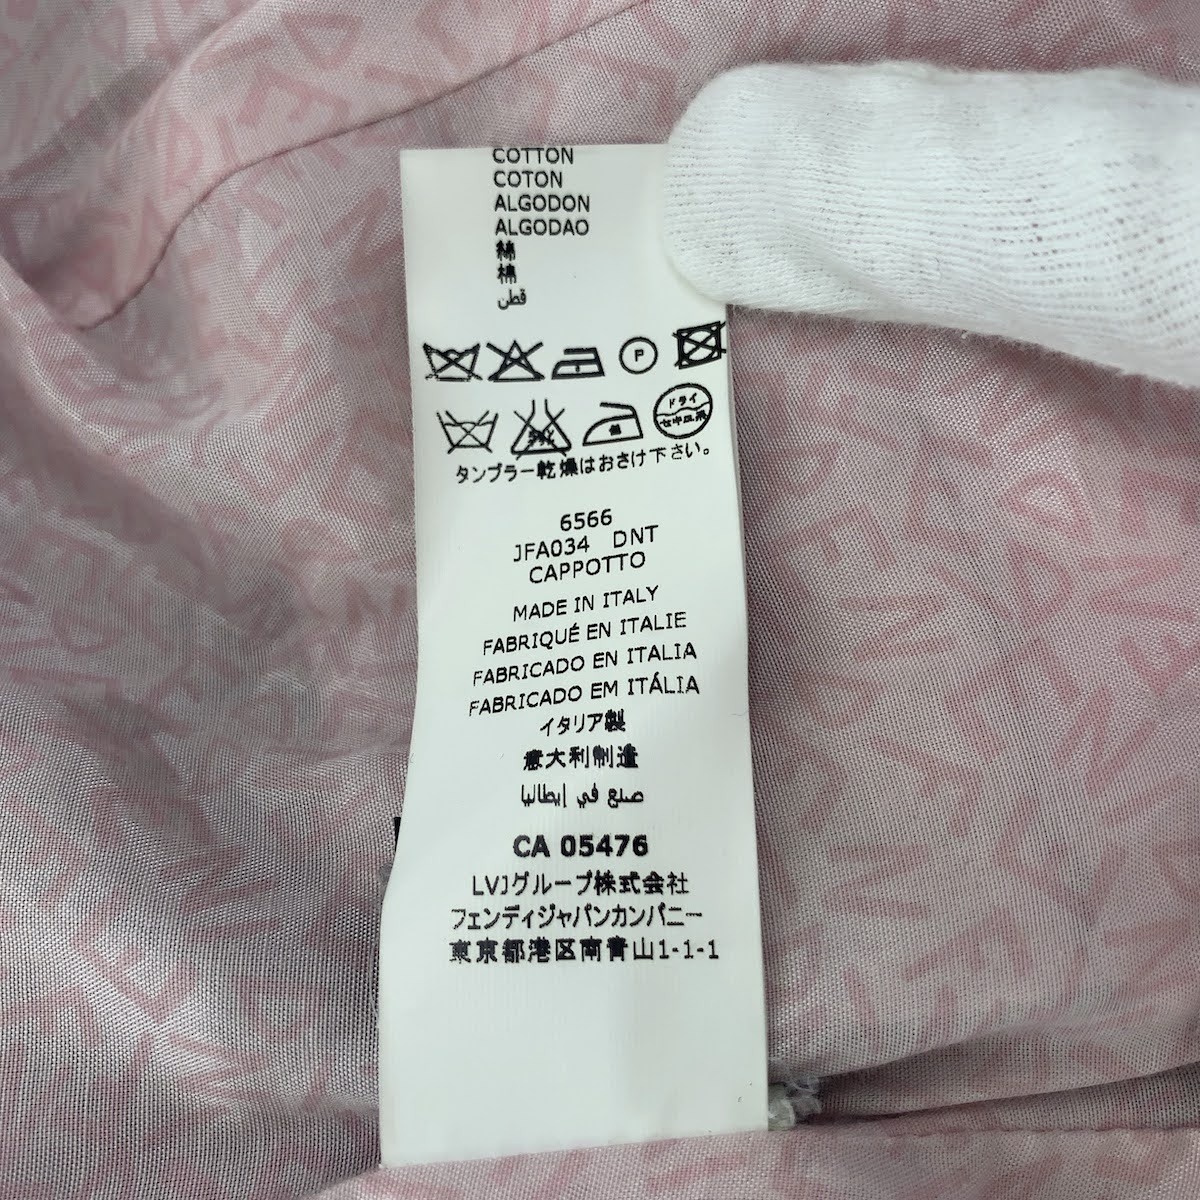 COTTON
COTON
ALGODON
ALGODAO
綿
棉
قطن
P
ドライ
タンブラー乾燥はおさけ下さい。
6566
JFA034 DNT
CAPPOTTO
MADE IN ITALY
FABRIQUÉ EN ITALIE
FABRICADO EN ITALIA
FABRICADO EM ITÁLIA
イタリア製
意大利制造
صنع في إيطاليا
CA 05476
LVJグループ株式会社
フェンディジャパンカンパニー
東京都港区南青山1-1-1